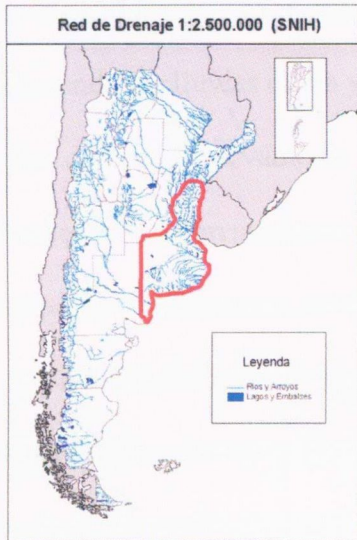 Red de Drenaje 1:2.500.000 (SNIH)
Leyenda
Ríos y Arroyos
Lagos y Embalses